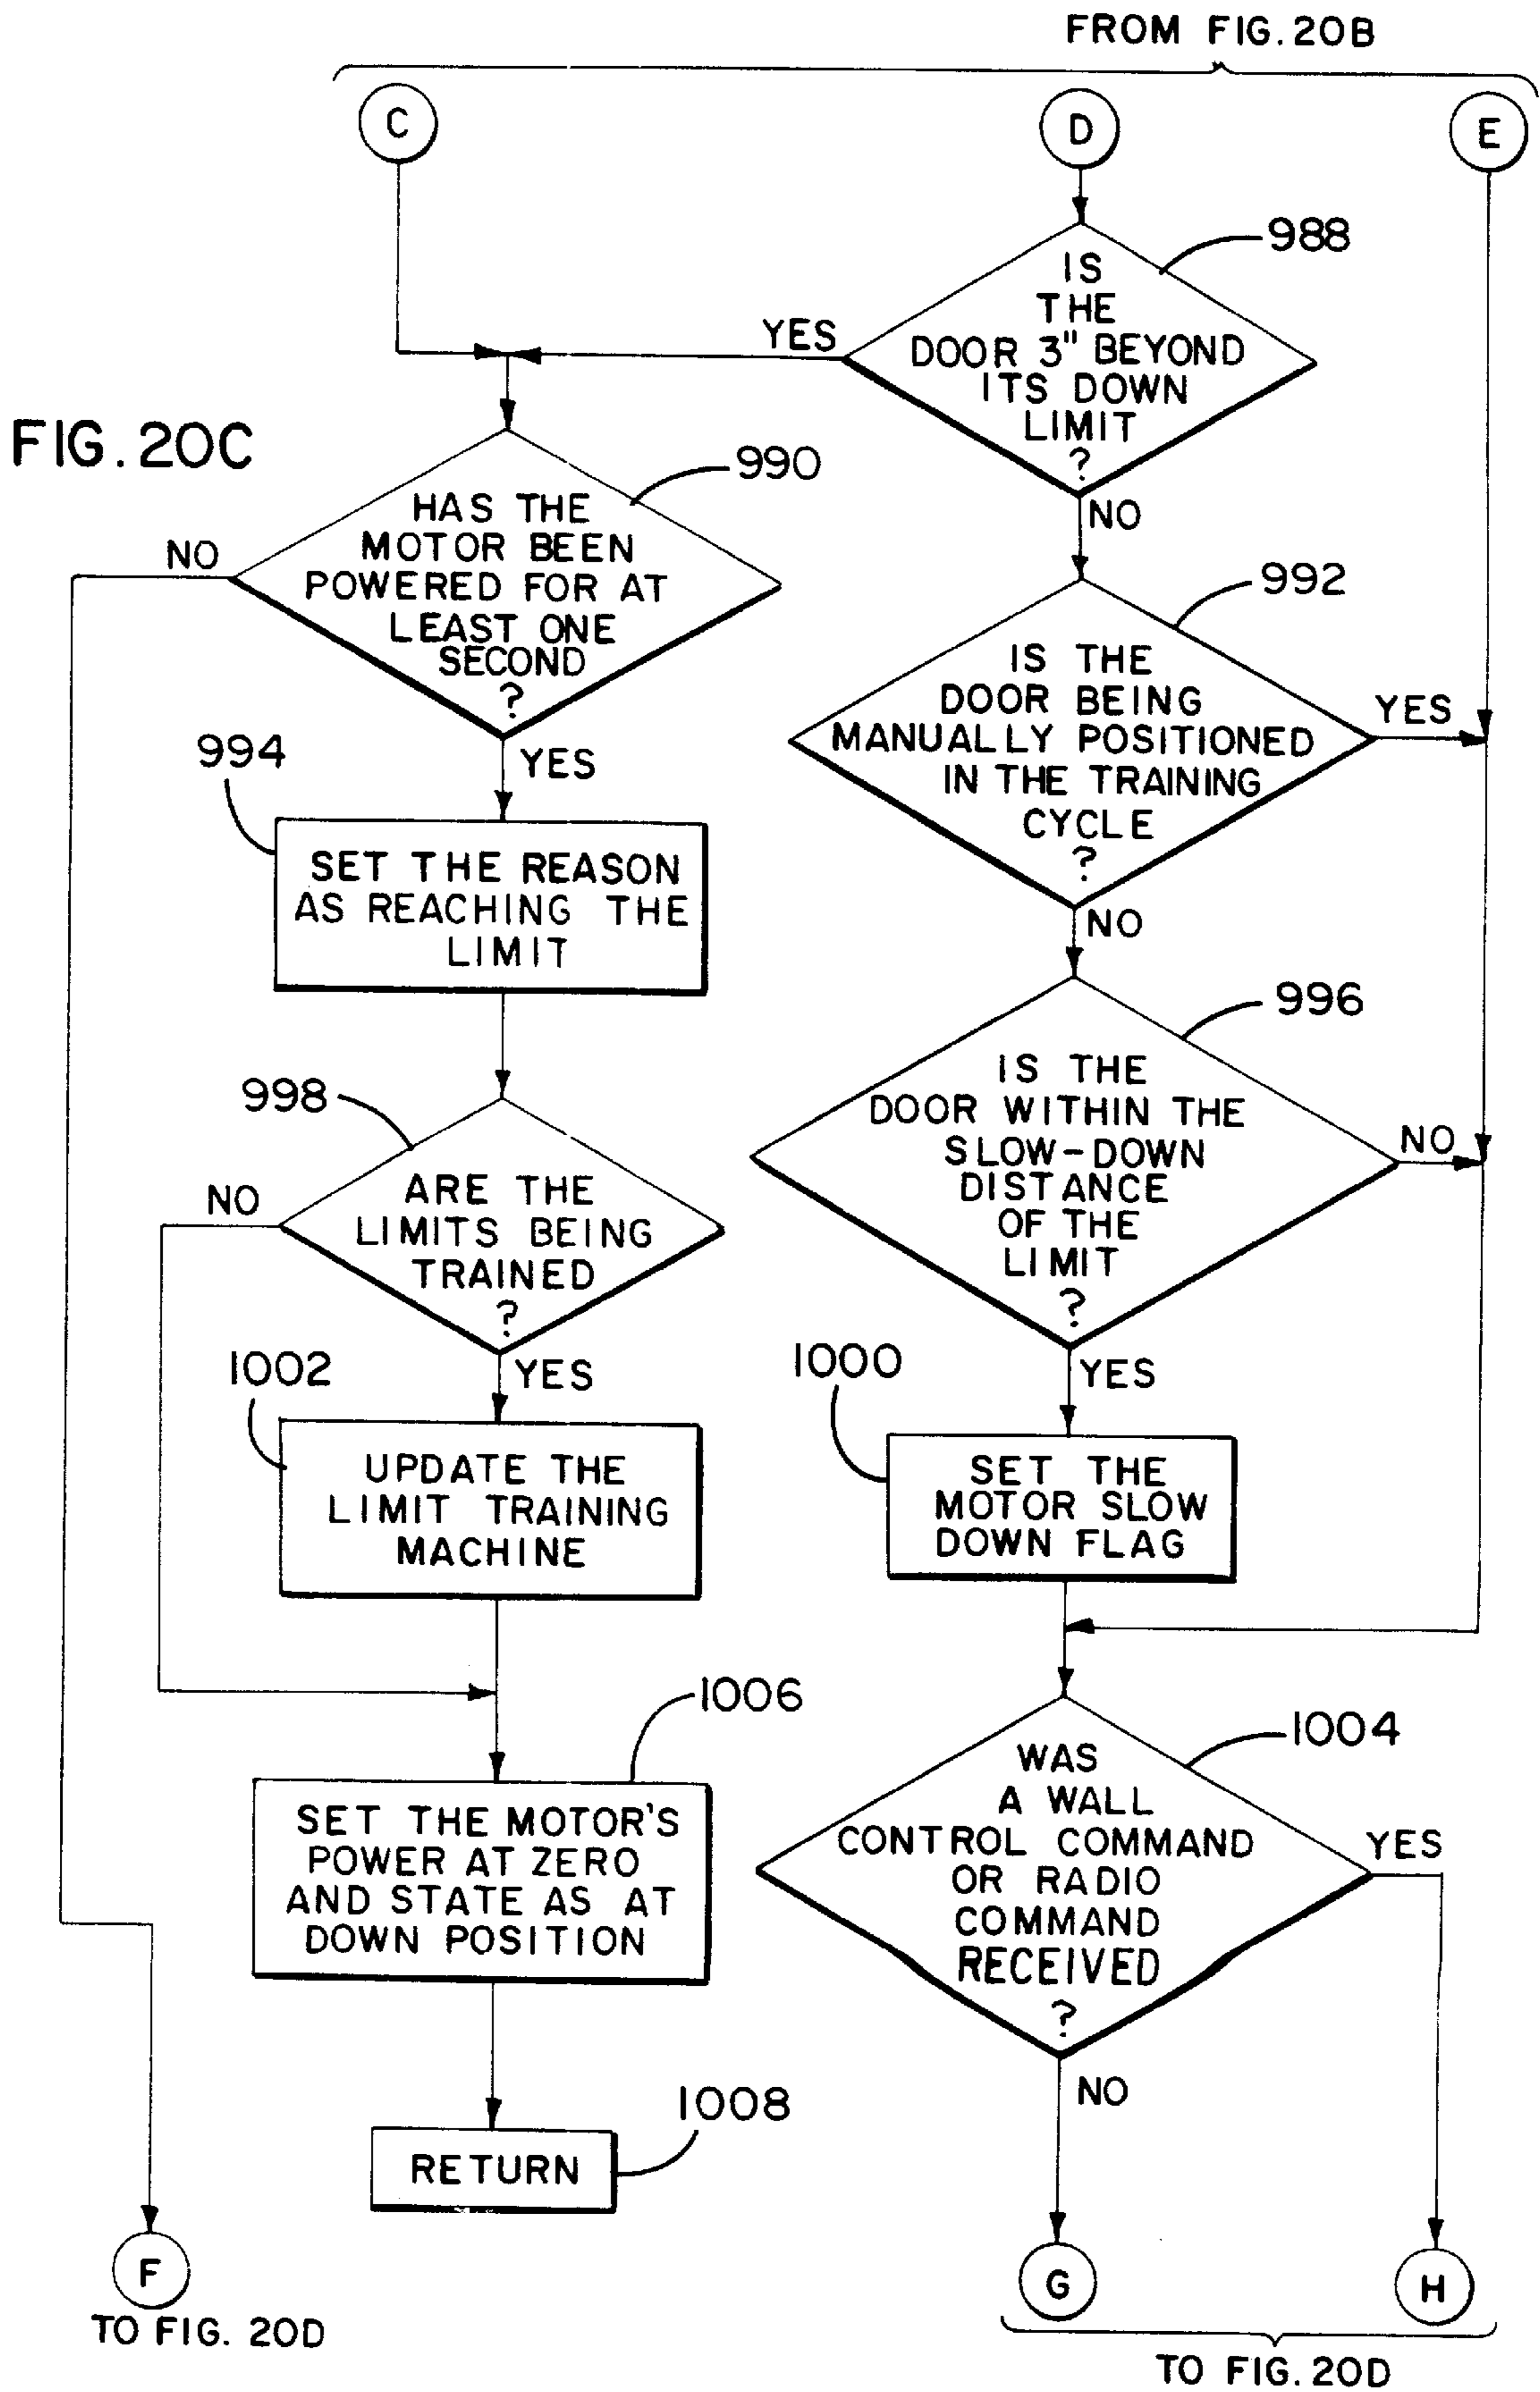 FROM FIG. 20B
C
D
E
988
IS
THE
DOOR 3" BEYOND
ITS DOWN
LIMIT
?
YES
NO
FIG. 20C
990
HAS THE
MOTOR BEEN
POWERED FOR AT
LEAST ONE
SECOND
?
NO
YES
992
IS THE
DOOR BEING
MANUALLY POSITIONED
IN THE TRAINING
CYCLE
?
YES
NO
994
SET THE REASON
AS REACHING THE
LIMIT
996
IS THE
DOOR WITHIN THE
SLOW-DOWN
DISTANCE
OF THE
LIMIT
?
NO
YES
998
ARE THE
LIMITS BEING
TRAINED
?
NO
YES
1000
SET THE
MOTOR SLOW
DOWN FLAG
1002
UPDATE THE
LIMIT TRAINING
MACHINE
1004
WAS
A WALL
CONTROL COMMAND
OR RADIO
COMMAND
RECEIVED
?
YES
NO
1006
SET THE MOTOR'S
POWER AT ZERO
AND STATE AS AT
DOWN POSITION
1008
RETURN
F
TO FIG. 20D
G
H
TO FIG. 20D